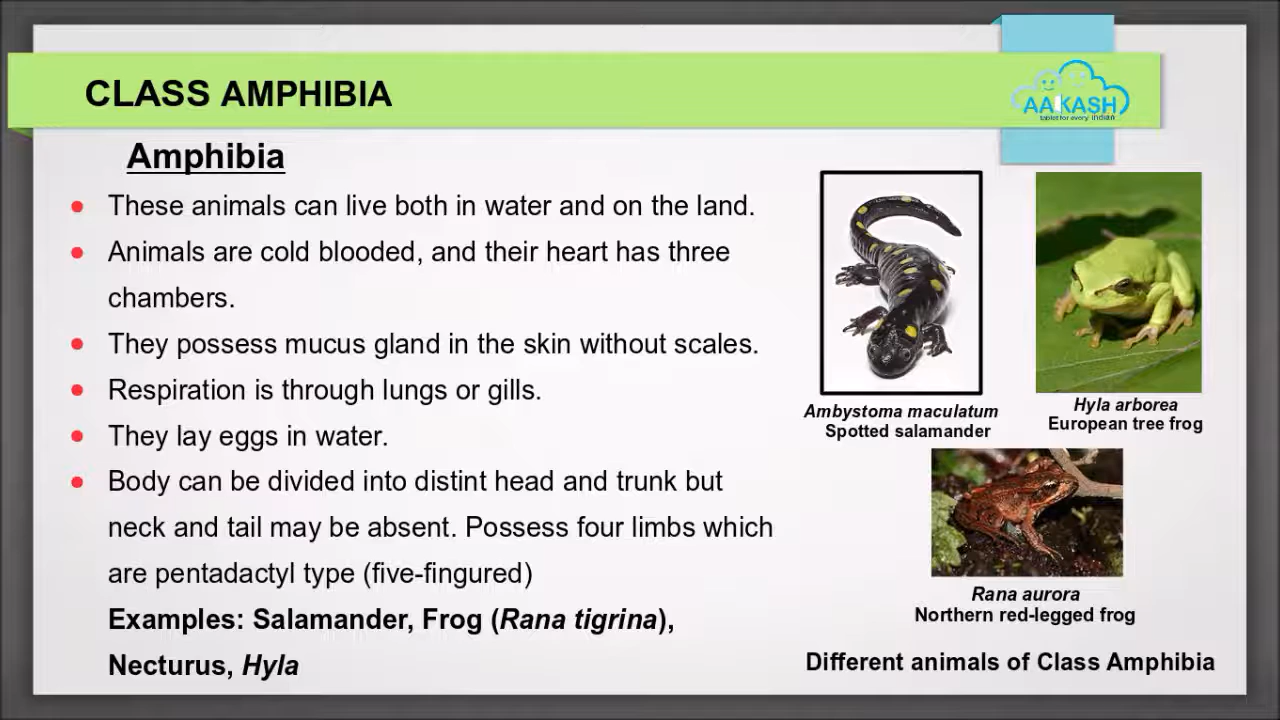 CLASS AMPHIBIA
AAKASH
tablet for every indian
Amphibia
These animals can live both in water and on the land.
Animals are cold blooded, and their heart has three
chambers.
They possess mucus gland in the skin without scales.
Respiration is through lungs or gills.
They lay eggs in water.
Body can be divided into distint head and trunk but
neck and tail may be absent. Possess four limbs which
are pentadactyl type (five-fingured)
Examples: Salamander, Frog (Rana tigrina),
Necturus, Hyla
Ambystoma maculatum
Spotted salamander
Hyla arborea
European tree frog
Rana aurora
Northern red-legged frog
Different animals of Class Amphibia